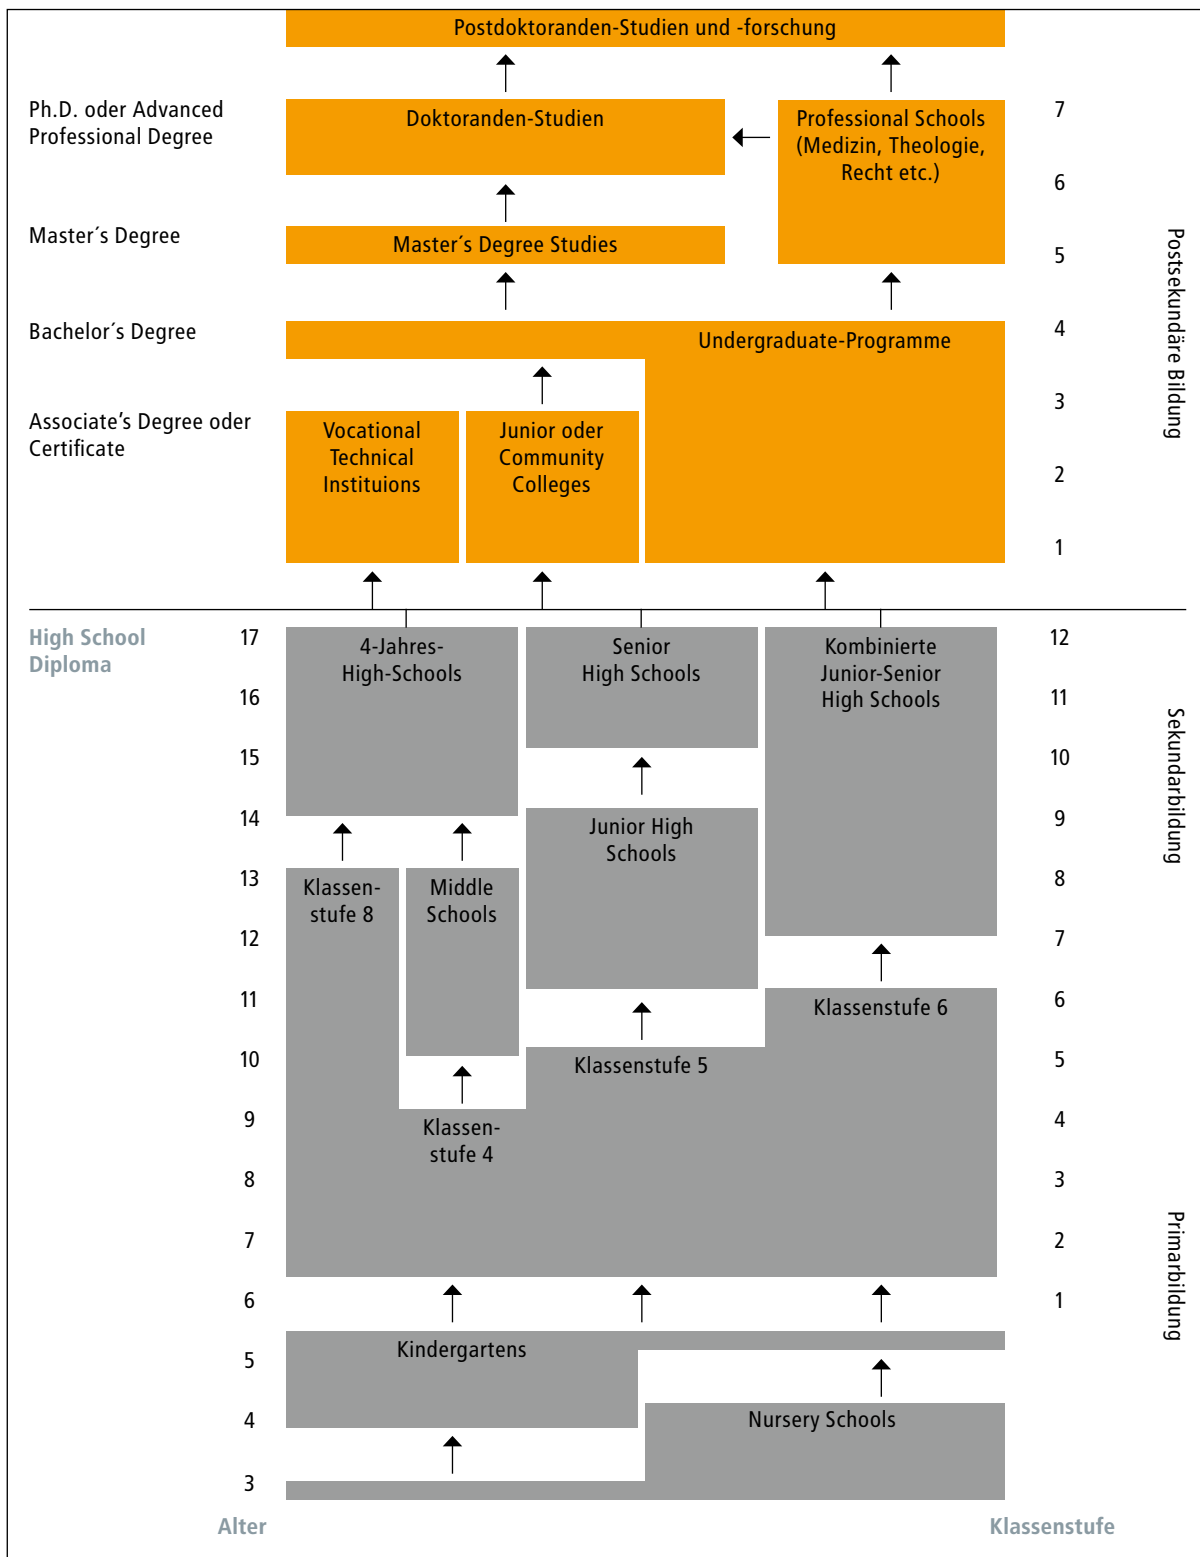 Postdoktoranden-Studien und -forschung
Ph.D. oder Advanced
Professional Degree
Doktoranden-Studien
Professional Schools
(Medizin, Theologie,
Recht etc.)
7
6
Master´s Degree
Master´s Degree Studies
5
Bachelor´s Degree
Undergraduate-Programme
4
3
Associate's Degree oder
Certificate
Vocational
Technical
Instituions
Junior oder
Community
Colleges
2
1
Postsekundäre Bildung
High School
Diploma
17
4-Jahres-
High-Schools
Senior
High Schools
Kombinierte
Junior-Senior
High Schools
12
16
11
15
10
14
9
Junior High
Schools
Sekundarbildung
13
Klassen-
stufe 8
Middle
Schools
8
12
7
11
Klassenstufe 6
6
10
Klassenstufe 5
5
9
Klassen-
stufe 4
4
8
3
7
2
6
1
Primarbildung
Kindergartens
5
4
Nursery Schools
3
Alter
Klassenstufe